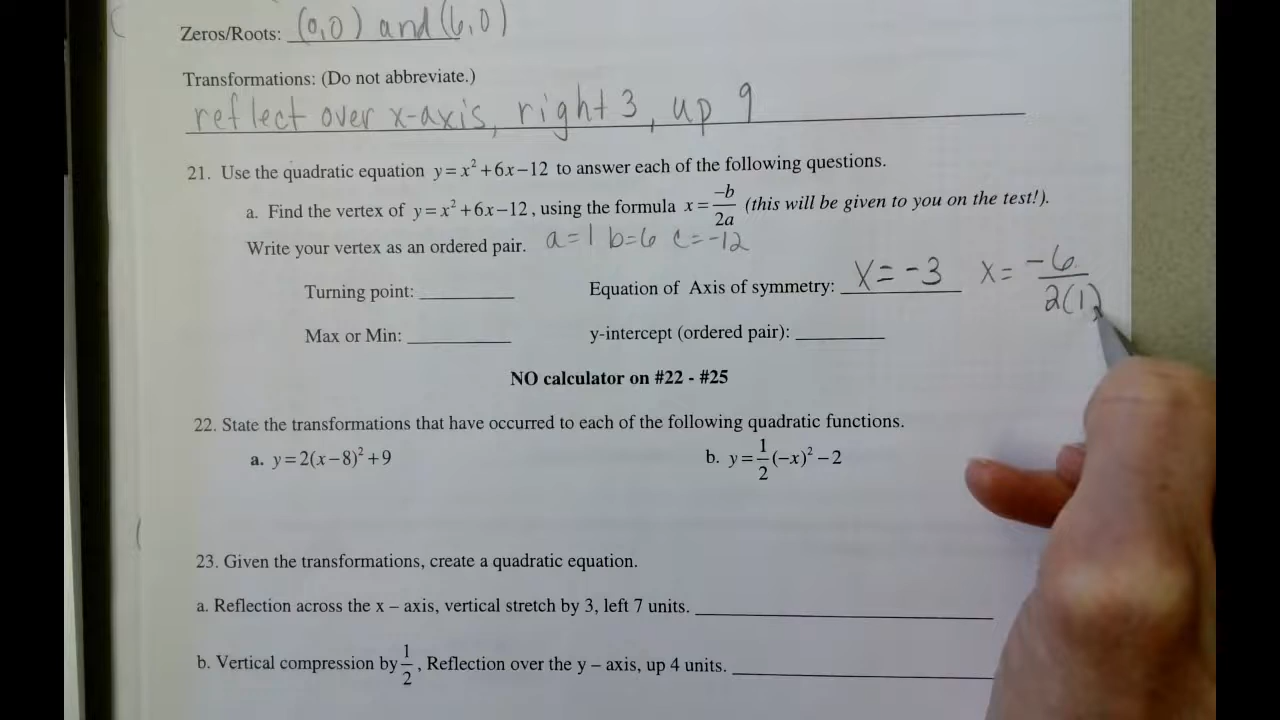 Zeros/Roots: (0,0) and (6,0)
Transformations: (Do not abbreviate.)
reflect over x-axis, right 3, up 9
21. Use the quadratic equation y=x²+6x−12 to answer each of the following questions.
a. Find the vertex of y=x²+6x−12, using the formula x=−b/2a (this will be given to you on the test!).
Write your vertex as an ordered pair. a=1 b=6 c=-12
Turning point: ________ Equation of Axis of symmetry: x=-3 x=-6/2(1)
Max or Min: ________ y-intercept (ordered pair): ________
NO calculator on #22 - #25
22. State the transformations that have occurred to each of the following quadratic functions.
a. y=2(x−8)²+9 b. y=1/2(−x)²−2
23. Given the transformations, create a quadratic equation.
a. Reflection across the x – axis, vertical stretch by 3, left 7 units. ________
b. Vertical compression by 1/2, Reflection over the y – axis, up 4 units. ________